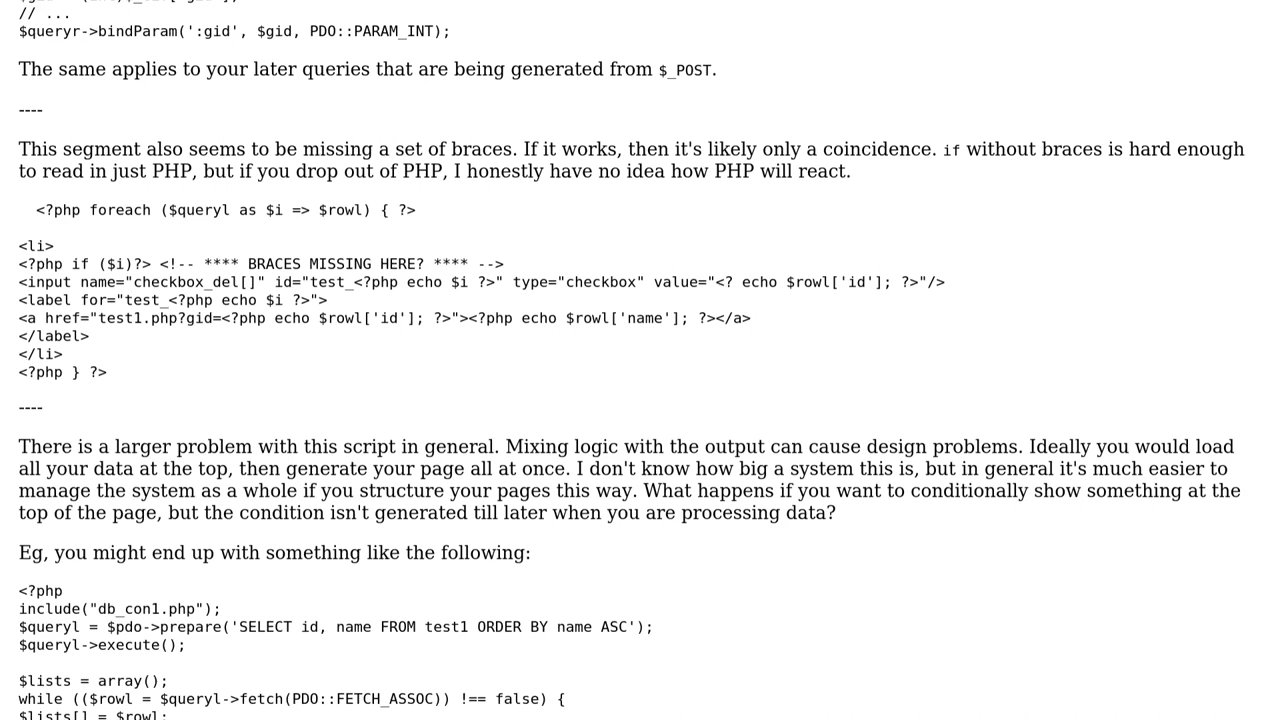 // ...
$queryr->bindParam(':gid', $gid, PDO::PARAM_INT);
The same applies to your later queries that are being generated from $_POST.
----
This segment also seems to be missing a set of braces. If it works, then it's likely only a coincidence. if without braces is hard enough
to read in just PHP, but if you drop out of PHP, I honestly have no idea how PHP will react.
<?php foreach ($queryl as $i => $rowl) { ?>
<li>
<?php if ($i)?> <!-- **** BRACES MISSING HERE? **** -->
<input name="checkbox_del[]" id="test_<?php echo $i ?>" type="checkbox" value="<? echo $rowl['id']; ?>"/>
<label for="test_<?php echo $i ?>">
<a href="test1.php?gid=<?php echo $rowl['id']; ?>"><?php echo $rowl['name']; ?></a>
</label>
</li>
<?php } ?>
----
There is a larger problem with this script in general. Mixing logic with the output can cause design problems. Ideally you would load
all your data at the top, then generate your page all at once. I don't know how big a system this is, but in general it's much easier to
manage the system as a whole if you structure your pages this way. What happens if you want to conditionally show something at the
top of the page, but the condition isn't generated till later when you are processing data?
Eg, you might end up with something like the following:
<?php
include("db_con1.php");
$queryl = $pdo->prepare('SELECT id, name FROM test1 ORDER BY name ASC');
$queryl->execute();
$lists = array();
while (($rowl = $queryl->fetch(PDO::FETCH_ASSOC)) !== false) {
$lists[] = $rowl;